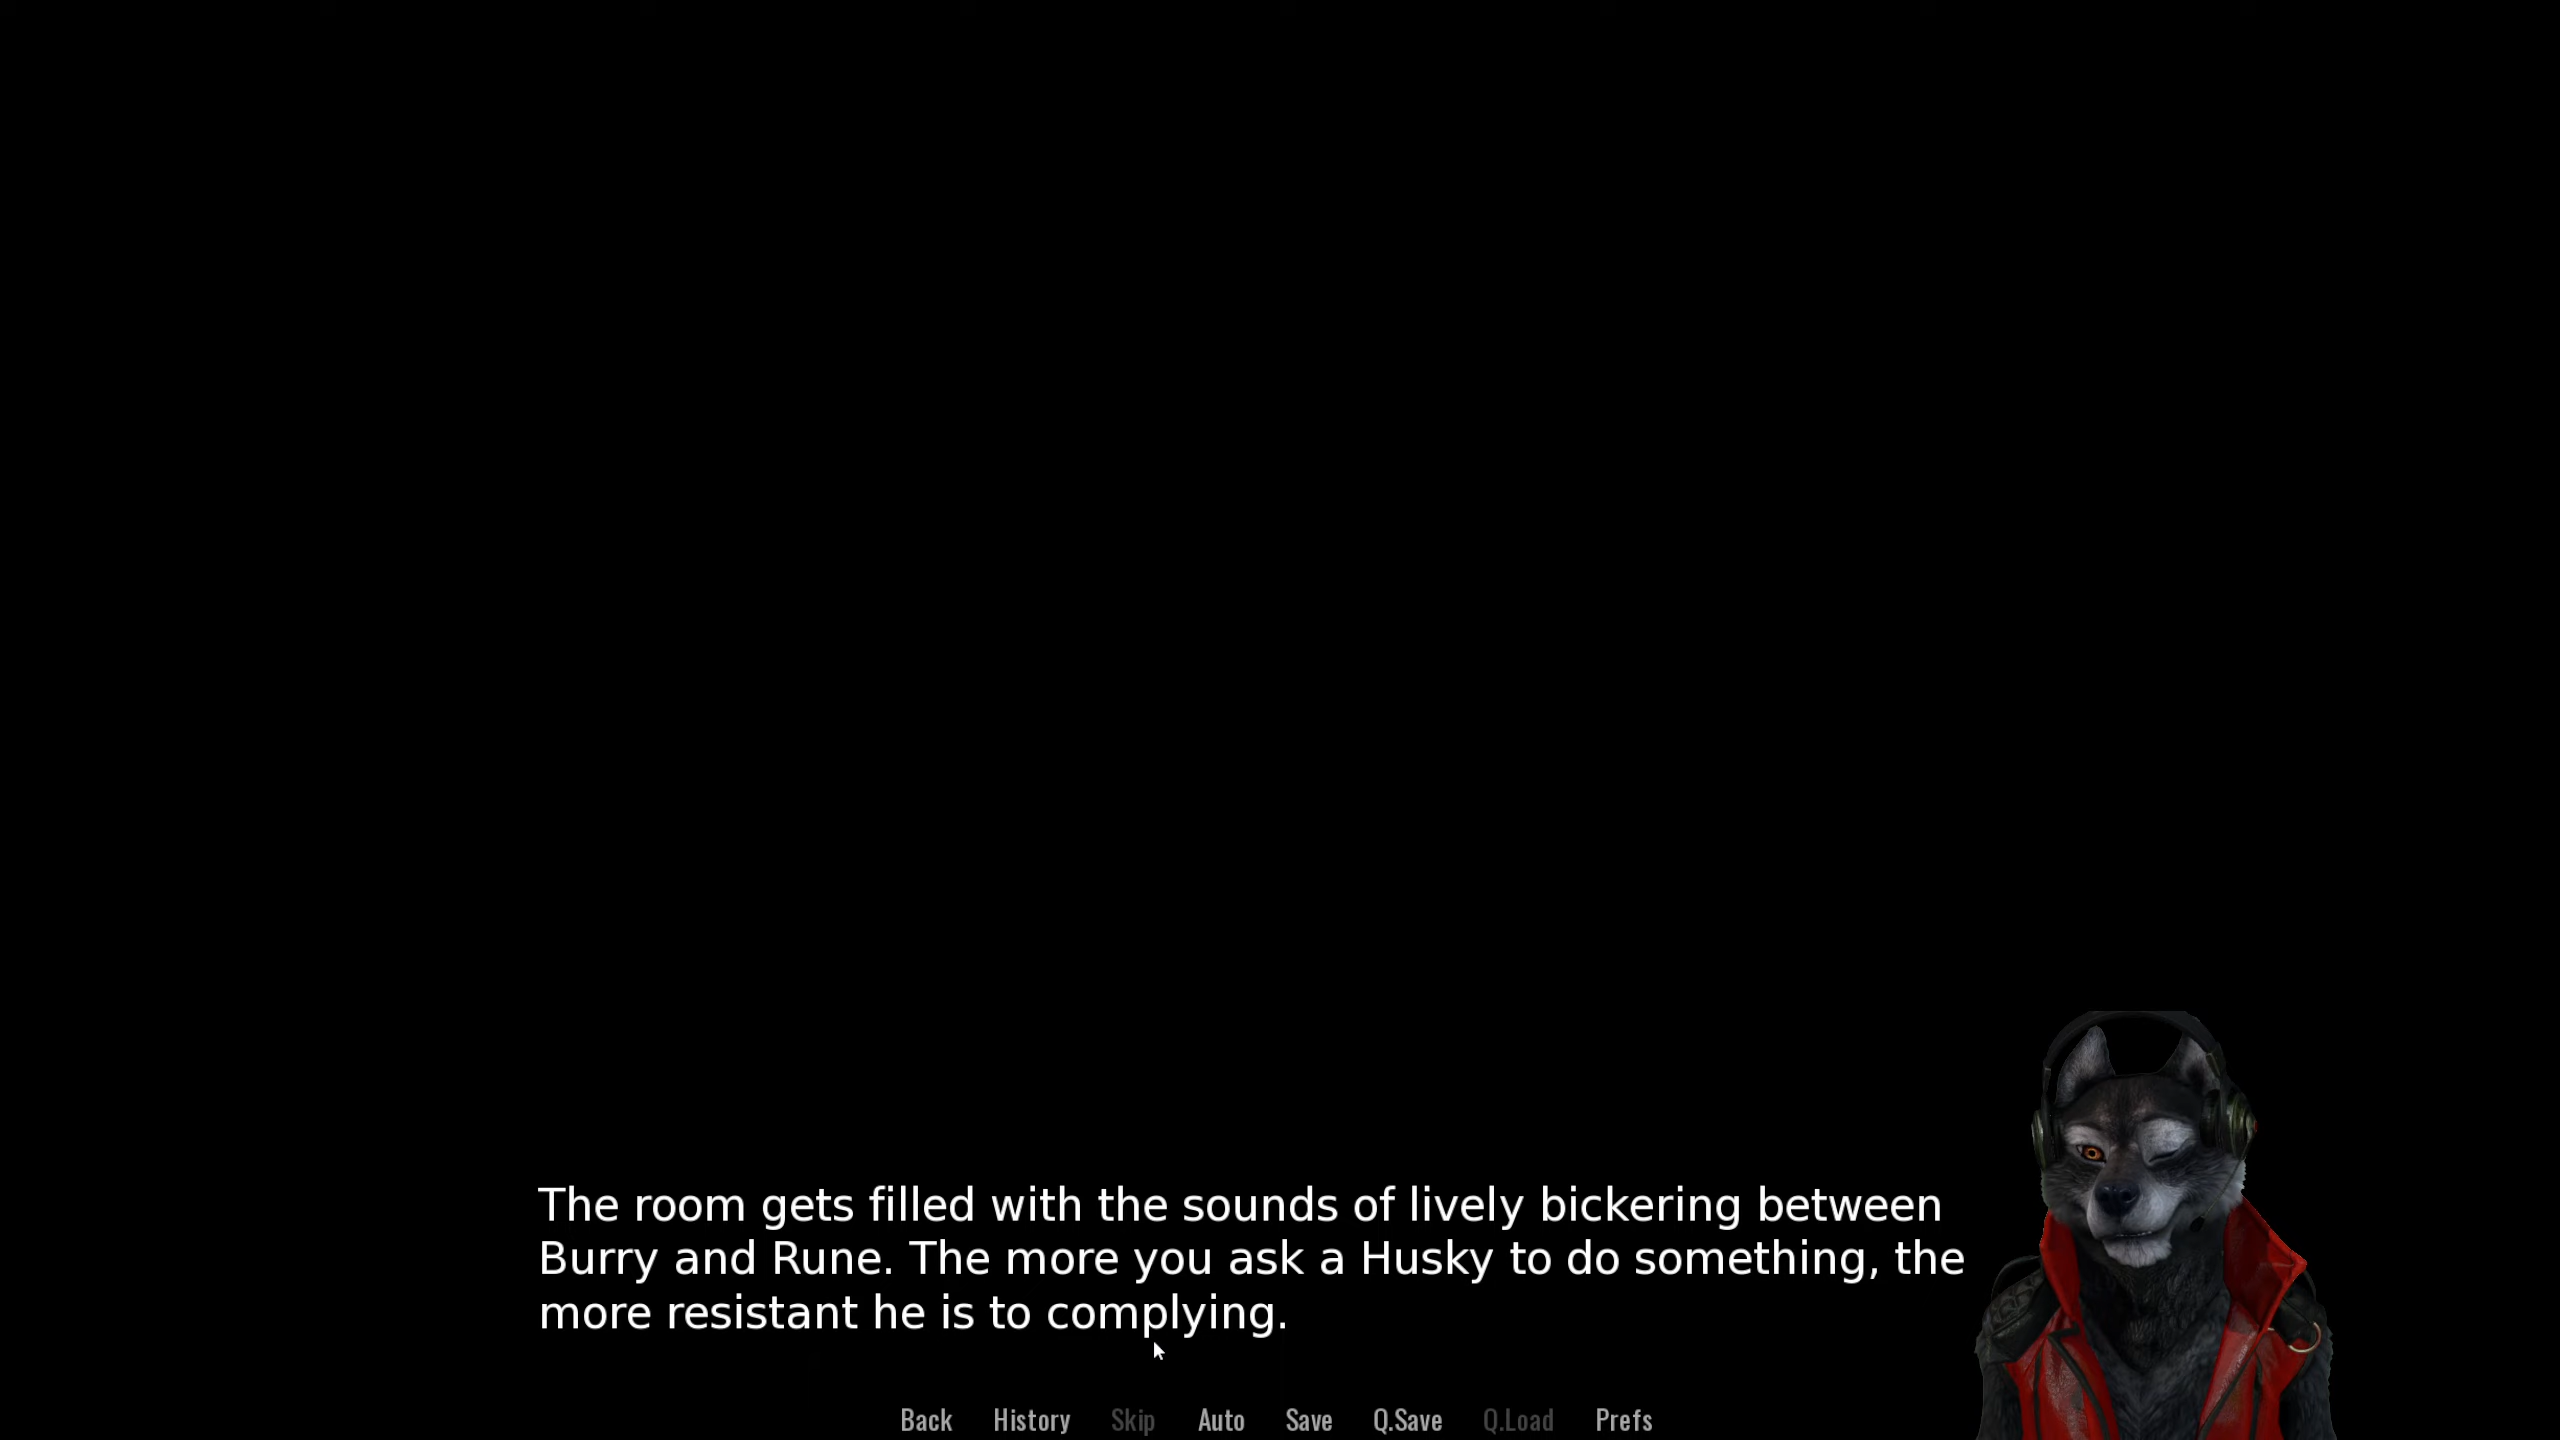 The room gets filled with the sounds of lively bickering between
Burry and Rune. The more you ask a Husky to do something, the
more resistant he is to complying.
Back History Skip Auto Save Q.Save Q.Load Prefs